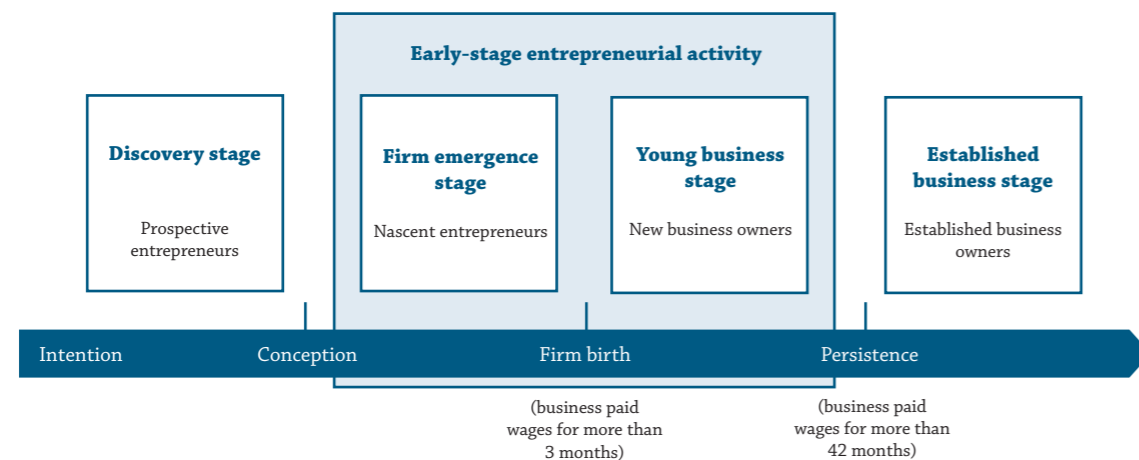 Early-stage entrepreneurial activity
Discovery stage
Prospective
entrepreneurs
Firm emergence
stage
Nascent entrepreneurs
Young business
stage
New business owners
Established
business stage
Established business
owners
Intention
Conception
Firm birth
Persistence
(business paid
wages for more than
3 months)
(business paid
wages for more than
42 months)